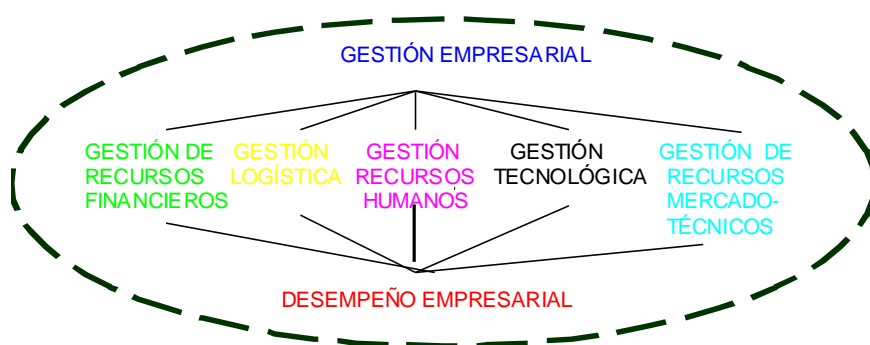 GESTIÓN EMPRESARIAL
GESTIÓN DE
RECURSOS
FINANCIEROS
GESTIÓN
LOGÍSTICA
GESTIÓN
RECURSOS
HUMANOS
GESTIÓN
TECNOLÓGICA
GESTIÓN DE
RECURSOS
MERCADO-
TÉCNICOS
DESEMPEÑO EMPRESARIAL